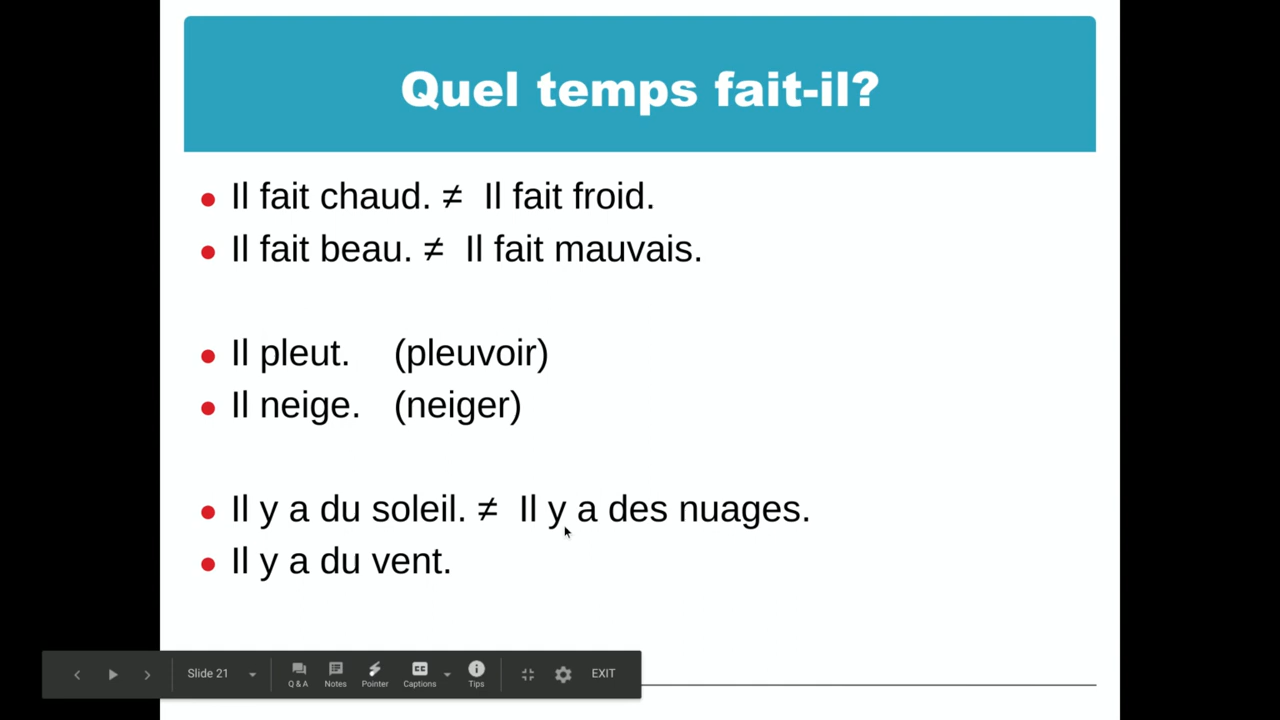 Quel temps fait-il?
Il fait chaud. ≠ Il fait froid.
Il fait beau. ≠ Il fait mauvais.
Il pleut. (pleuvoir)
Il neige. (neiger)
Il y a du soleil. ≠ Il y a des nuages.
Il y a du vent.
Slide 21
Q & A Notes Pointer CC Captions Tips EXIT